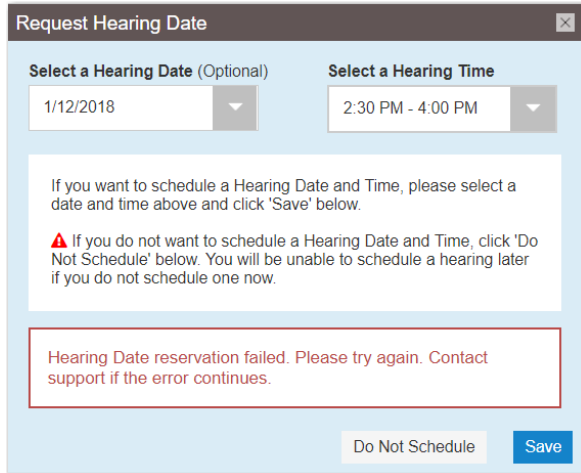 Request Hearing Date
Select a Hearing Date (Optional)
Select a Hearing Time
1/12/2018
2:30 PM - 4:00 PM
If you want to schedule a Hearing Date and Time, please select a
date and time above and click 'Save' below.
If you do not want to schedule a Hearing Date and Time, click 'Do
Not Schedule' below. You will be unable to schedule a hearing later
if you do not schedule one now.
Hearing Date reservation failed. Please try again. Contact
support if the error continues.
Do Not Schedule
Save